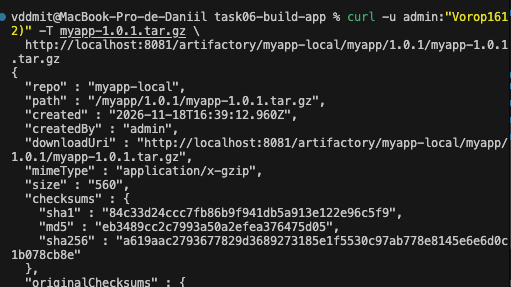 vddmit@MacBook-Pro-de-Daniil task06-build-app % curl -u admin:"Vorop161
2)" -T myapp-1.0.1.tar.gz \
  http://localhost:8081/artifactory/myapp-local/myapp/1.0.1/myapp-1.0.1
.tar.gz
{
  "repo" : "myapp-local",
  "path" : "/myapp/1.0.1/myapp-1.0.1.tar.gz",
  "created" : "2026-11-18T16:39:12.960Z",
  "createdBy" : "admin",
  "downloadUri" : "http://localhost:8081/artifactory/myapp-local/myapp/
1.0.1/myapp-1.0.1.tar.gz",
  "mimeType" : "application/x-gzip",
  "size" : "560",
  "checksums" : {
    "sha1" : "84c33d24ccc7fb86b9f941db5a913e122e96c5f9",
    "md5" : "eb3489cc2c7993a50a2efea376475d05",
    "sha256" : "a619aac2793677829d3689273185e1f5530c97ab778e8145e6e6d0c
1b078cb8e"
  },
  "originalChecksums" : {